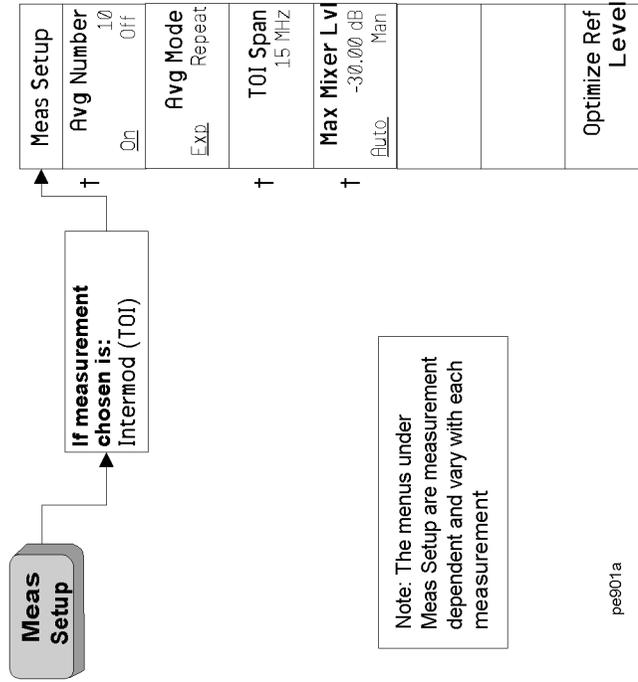 Meas
Setup
If measurement
chosen is:
Intermod (TOI)
Meas Setup
Avg Number
10
On Off
Avg Mode
Exp Repeat
TOI Span
15 MHZ
Max Mixer Lvl
-30.00 dB
Auto Man
Optimize Ref
Level
Note: The menus under
Meas Setup are measurement
dependent and vary with each
measurement
pe901a